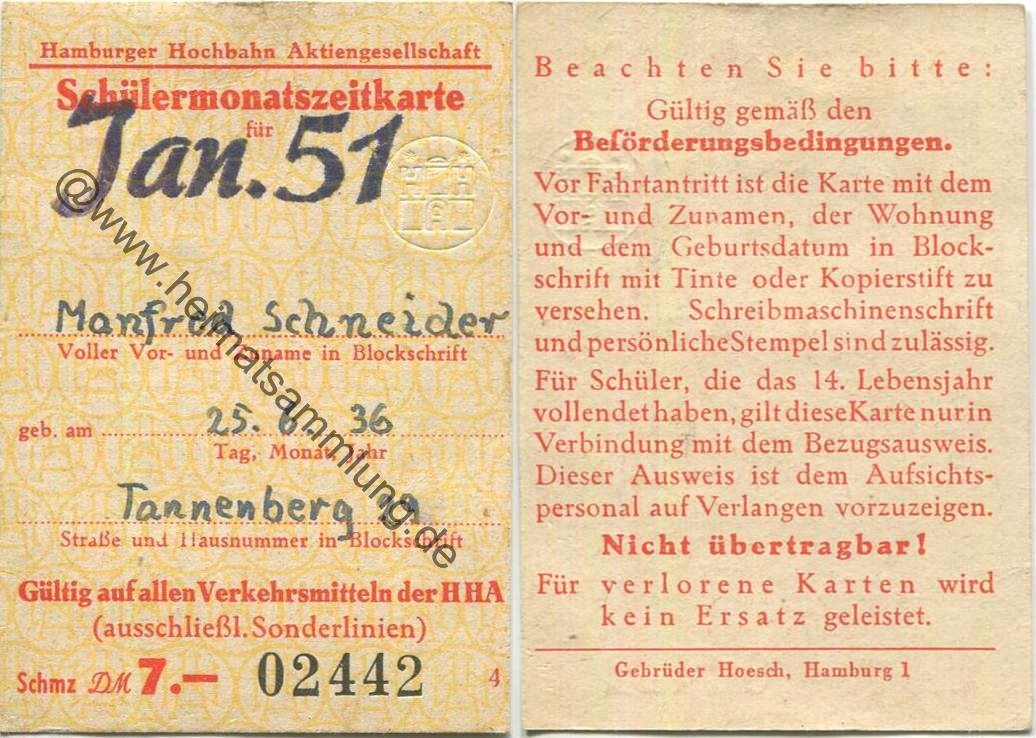 Hamburger Hochbahn Aktiengesellschaft
Schülermonatszeitkarte
für
Jan. 51
Manfred Schneider
Voller Vor- und Zuname in Blockschrift
geb. am 25. 6. 36
Tag, Monat, Jahr
Tannenberg
Straße und Hausnummer in Blockschrift
Gültig auf allen Verkehrsmitteln der HHA
(ausschließl. Sonderlinien)
Schmz DM 7.— 02442 4
@www.heimatsammlung.de
Beachten Sie bitte:
Gültig gemäß den
Beförderungsbedingungen.
Vor Fahrtantritt ist die Karte mit dem
Vor- und Zunamen, der Wohnung
und dem Geburtsdatum in Block-
schrift mit Tinte oder Kopierstift zu
versehen. Schreibmaschinenschrift
und persönliche Stempel sind zulässig.
Für Schüler, die das 14. Lebensjahr
vollendet haben, gilt diese Karte nur in
Verbindung mit dem Bezugsausweis.
Dieser Ausweis ist dem Aufsichts-
personal auf Verlangen vorzuzeigen.
Nicht übertragbar!
Für verlorene Karten wird
kein Ersatz geleistet.
Gebrüder Hoesch, Hamburg 1